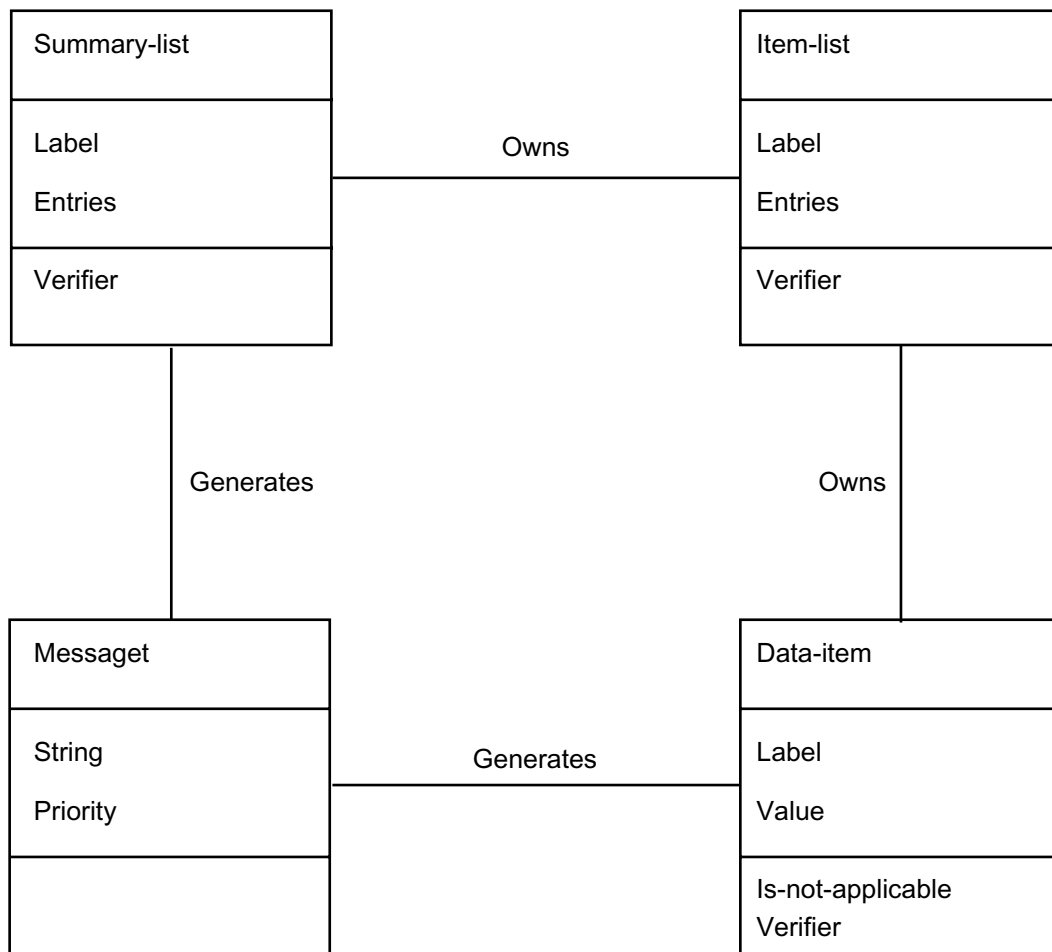 Summary-list
Label
Entries
Verifier
Owns
Item-list
Label
Entries
Verifier
Generates
Owns
Messaget
String
Priority
Generates
Data-item
Label
Value
Is-not-applicable
Verifier